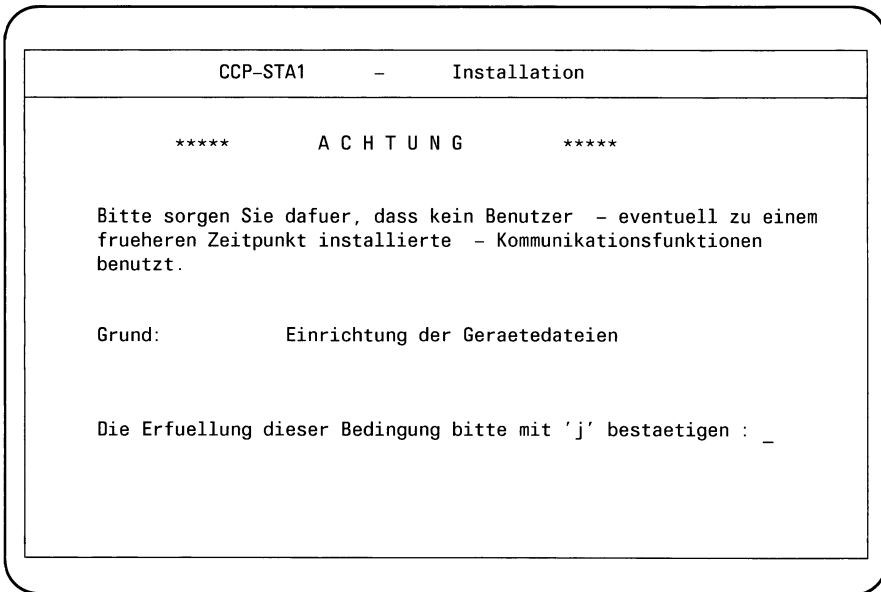 CCP–STA1 – Installation
***** A C H T U N G *****
Bitte sorgen Sie dafuer, dass kein Benutzer – eventuell zu einem
frueheren Zeitpunkt installierte – Kommunikationsfunktionen
benutzt.
Grund: Einrichtung der Geraetedateien
Die Erfuellung dieser Bedingung bitte mit 'j' bestaetigen : _